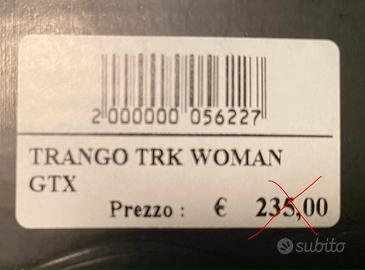 2 000000 056227
TRANGO TRK WOMAN
GTX
Prezzo : € 235,00
subito